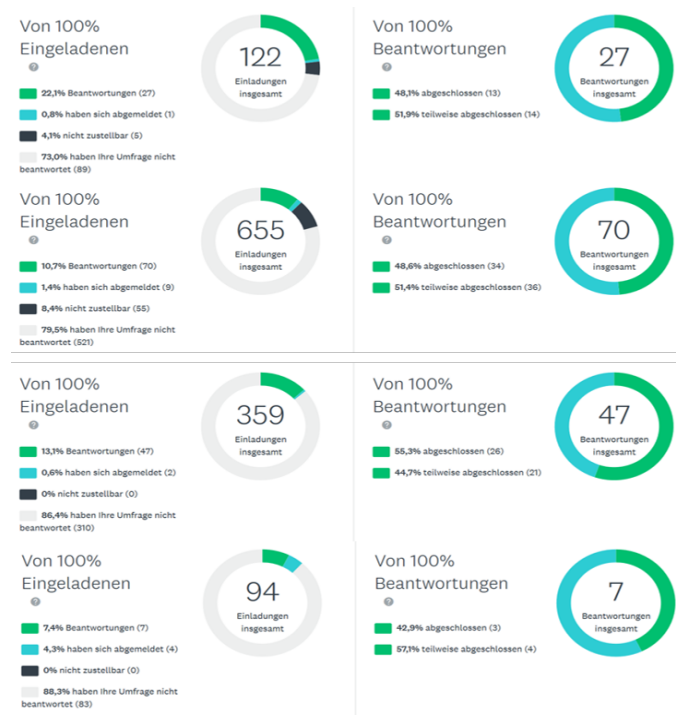 Von 100%
Eingeladenen
?
22,1% Beantwortungen (27)
0,8% haben sich abgemeldet (1)
4,1% nicht zustellbar (5)
73,0% haben Ihre Umfrage nicht
beantwortet (89)
122
Einladungen
insgesamt
Von 100%
Beantwortungen
?
48,1% abgeschlossen (13)
51,9% teilweise abgeschlossen (14)
27
Beantwortungen
insgesamt
Von 100%
Eingeladenen
?
10,7% Beantwortungen (70)
1,4% haben sich abgemeldet (9)
8,4% nicht zustellbar (55)
79,5% haben Ihre Umfrage nicht
beantwortet (521)
655
Einladungen
insgesamt
Von 100%
Beantwortungen
?
48,6% abgeschlossen (34)
51,4% teilweise abgeschlossen (36)
70
Beantwortungen
insgesamt
Von 100%
Eingeladenen
?
13,1% Beantwortungen (47)
0,6% haben sich abgemeldet (2)
0% nicht zustellbar (0)
86,4% haben Ihre Umfrage nicht
beantwortet (310)
359
Einladungen
insgesamt
Von 100%
Beantwortungen
?
55,3% abgeschlossen (26)
44,7% teilweise abgeschlossen (21)
47
Beantwortungen
insgesamt
Von 100%
Eingeladenen
?
7,4% Beantwortungen (7)
4,3% haben sich abgemeldet (4)
0% nicht zustellbar (0)
88,3% haben Ihre Umfrage nicht
beantwortet (83)
94
Einladungen
insgesamt
Von 100%
Beantwortungen
?
42,9% abgeschlossen (3)
57,1% teilweise abgeschlossen (4)
7
Beantwortungen
insgesamt